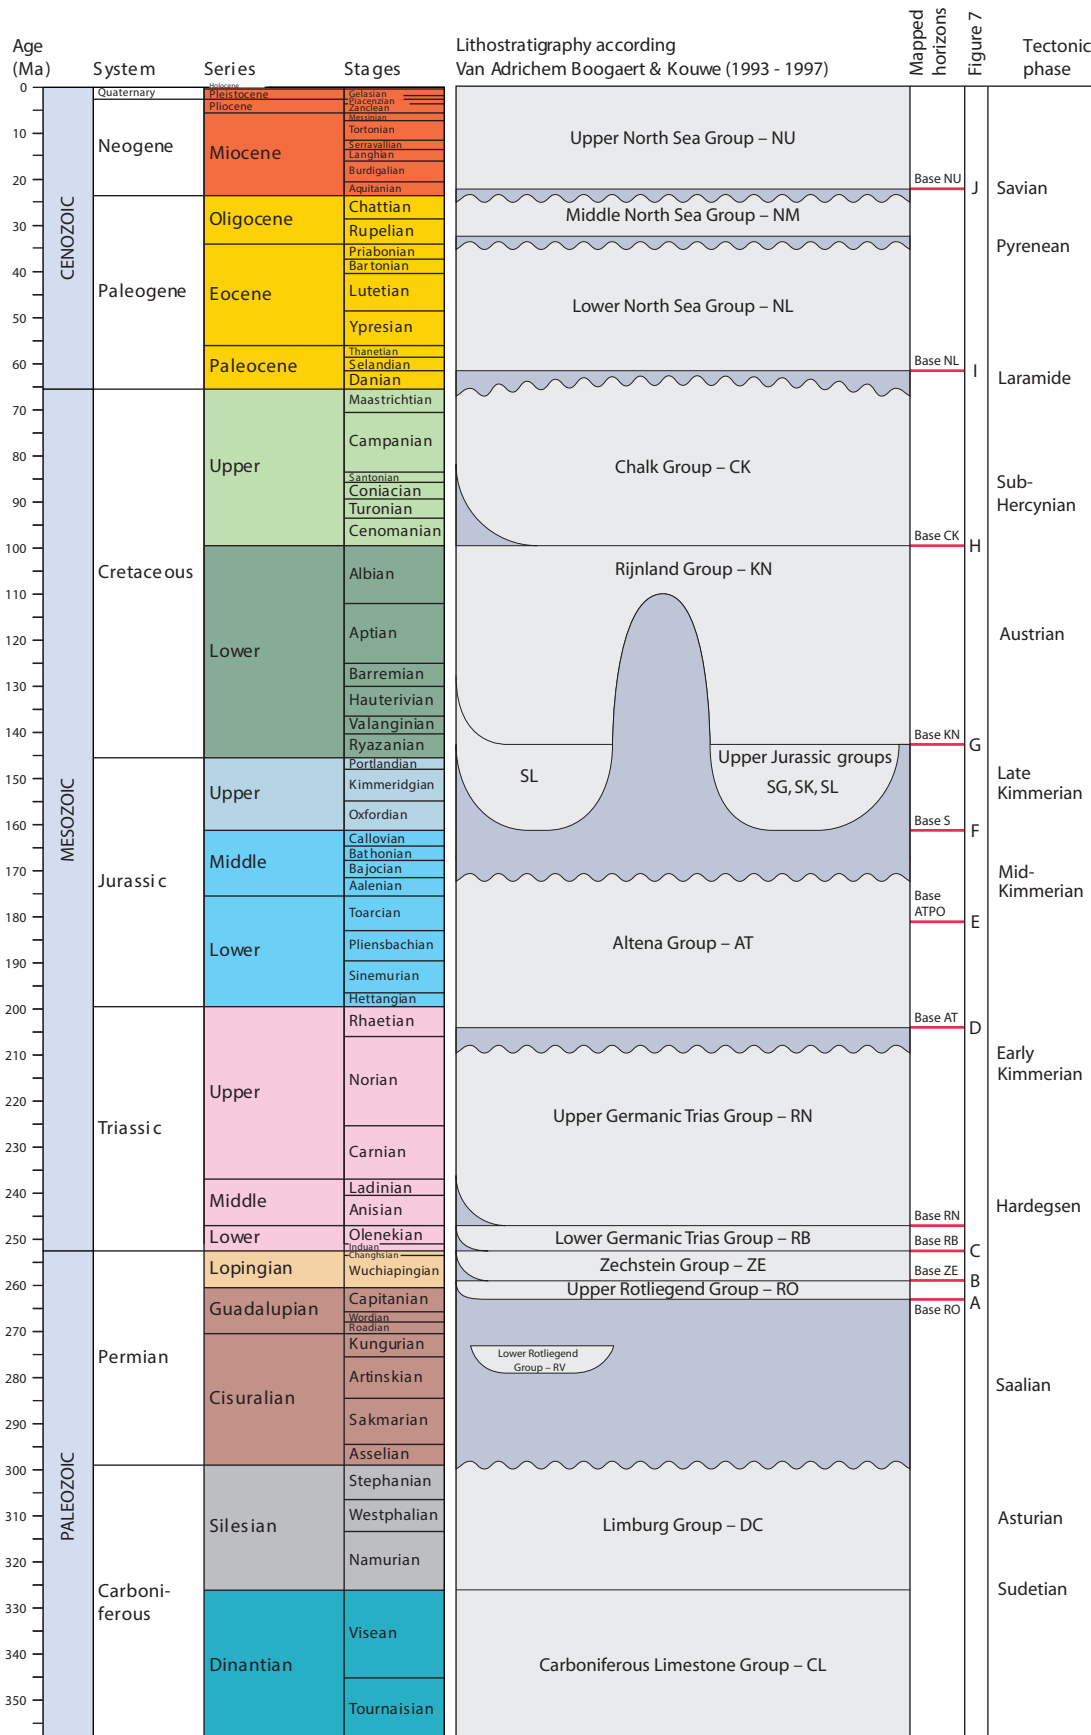 Age
(Ma)
System
Series
Stages
Lithostratigraphy according
Van Adrichem Boogaert & Kouwe (1993 - 1997)
Mapped
horizons
Figure 7
Tectonic
phase
0
10
20
30
40
50
60
70
80
90
100
110
120
130
140
150
160
170
180
190
200
210
220
230
240
250
260
270
280
290
300
310
320
330
340
350
CENOZOIC
MESOZOIC
PALEOZOIC
Quaternary
Neogene
Paleogene
Cretaceous
Jurassic
Triassic
Permian
Carboni-
ferous
Holocene
Pleistocene
Pliocene
Miocene
Oligocene
Eocene
Paleocene
Upper
Lower
Upper
Middle
Lower
Upper
Middle
Lower
Lopingian
Guadalupian
Cisuralian
Silesian
Dinantian
Gelasian
Piacenzian
Zanclean
Messinian
Tortonian
Serravallian
Langhian
Burdigalian
Aquitanian
Chattian
Rupelian
Priabonian
Bartonian
Lutetian
Ypresian
Thanetian
Selandian
Danian
Maastrichtian
Campanian
Santonian
Coniacian
Turonian
Cenomanian
Albian
Aptian
Barremian
Hauterivian
Valanginian
Ryazanian
Portlandian
Kimmeridgian
Oxfordian
Callovian
Bathonian
Bajocian
Aalenian
Toarcian
Pliensbachian
Sinemurian
Hettangian
Rhaetian
Norian
Carnian
Ladinian
Anisian
Olenekian
Induan
Changhsian
Wuchiapingian
Capitanian
Wordian
Roadian
Kungurian
Artinskian
Sakmarian
Asselian
Stephanian
Westphalian
Namurian
Visean
Tournaisian
Upper North Sea Group – NU
Middle North Sea Group – NM
Lower North Sea Group – NL
Chalk Group – CK
Rijnland Group – KN
SL
Upper Jurassic groups
SG, SK, SL
Altena Group – AT
Upper Germanic Trias Group – RN
Lower Germanic Trias Group – RB
Zechstein Group – ZE
Upper Rotliegend Group – RO
Lower Rotliegend
Group – RV
Limburg Group – DC
Carboniferous Limestone Group – CL
Base NU
Base NL
Base CK
Base KN
Base S
Base
ATPO
Base AT
Base RN
Base RB
Base ZE
Base RO
J
I
H
G
F
E
D
C
B
A
Savian
Pyrenean
Laramide
Sub-
Hercynian
Austrian
Late
Kimmerian
Mid-
Kimmerian
Early
Kimmerian
Hardegsen
Saalian
Asturian
Sudetian